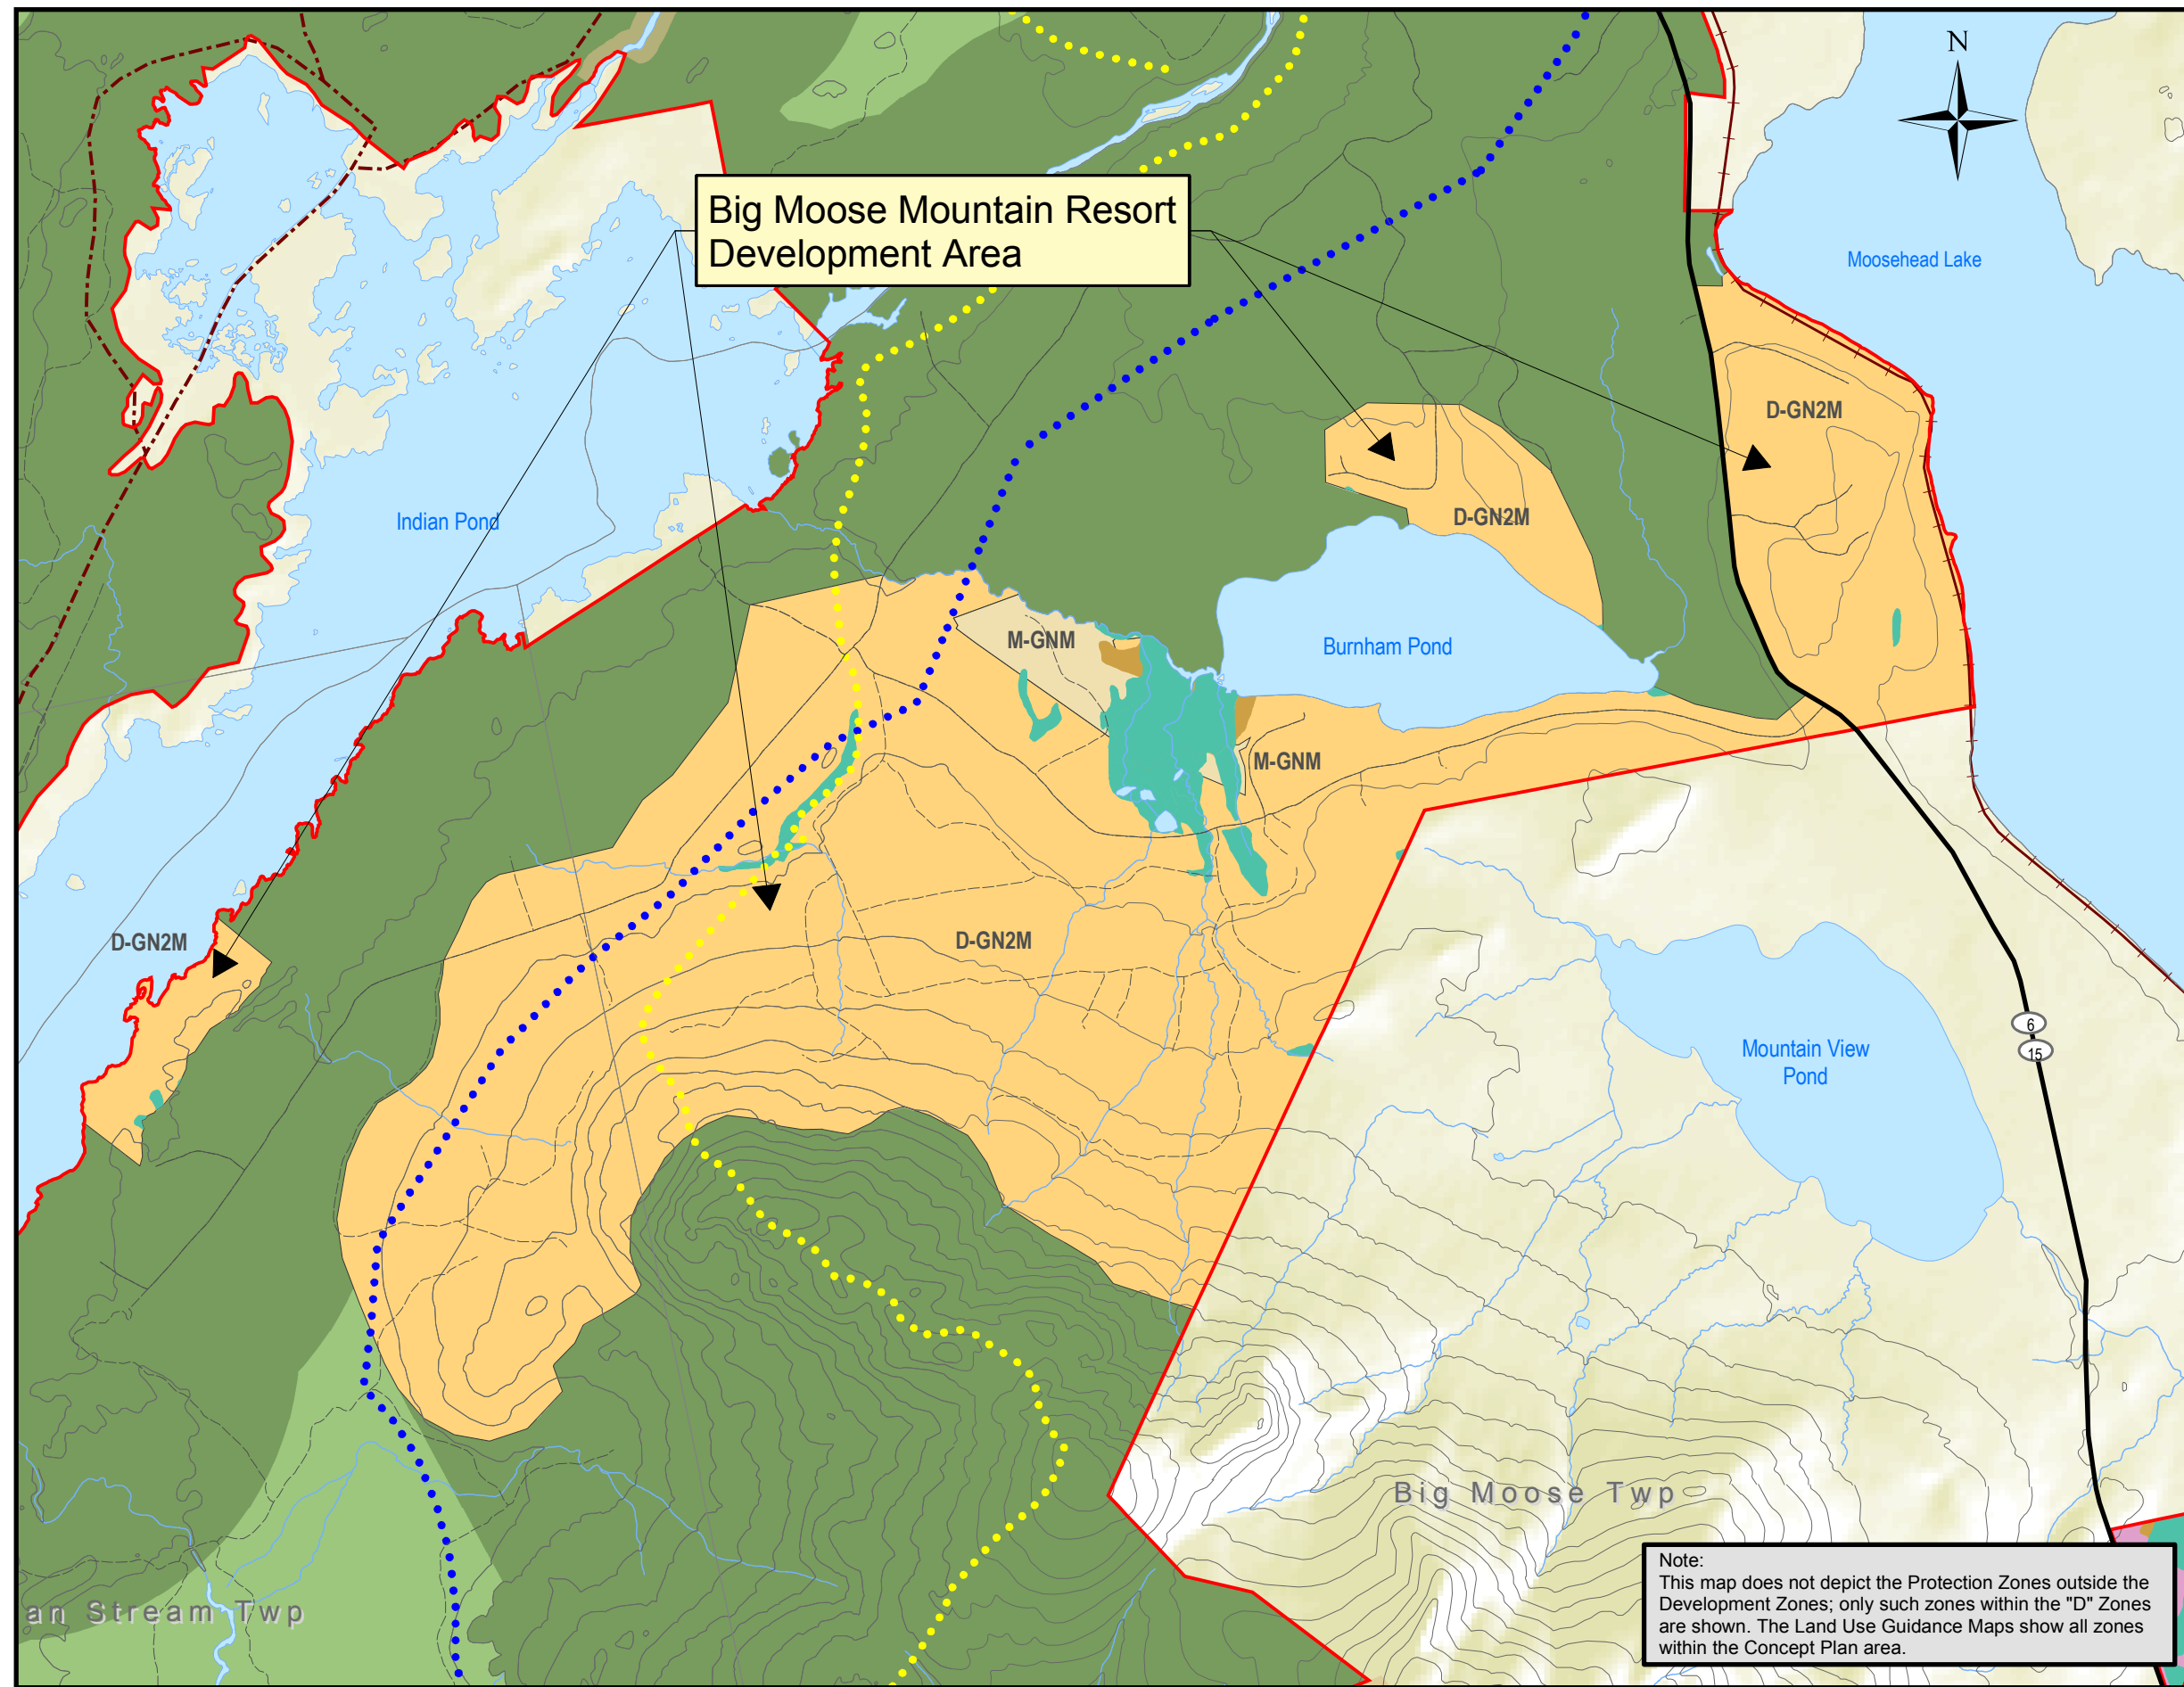 N
Big Moose Mountain Resort
Development Area
Moosehead Lake
D-GN2M
Indian Pond
D-GN2M
M-GNM
Burnham Pond
M-GNM
D-GN2M
D-GN2M
6
15
Mountain View
Pond
Big Moose Twp
an Stream Twp
Note:
This map does not depict the Protection Zones outside the
Development Zones; only such zones within the "D" Zones
are shown. The Land Use Guidance Maps show all zones
within the Concept Plan area.